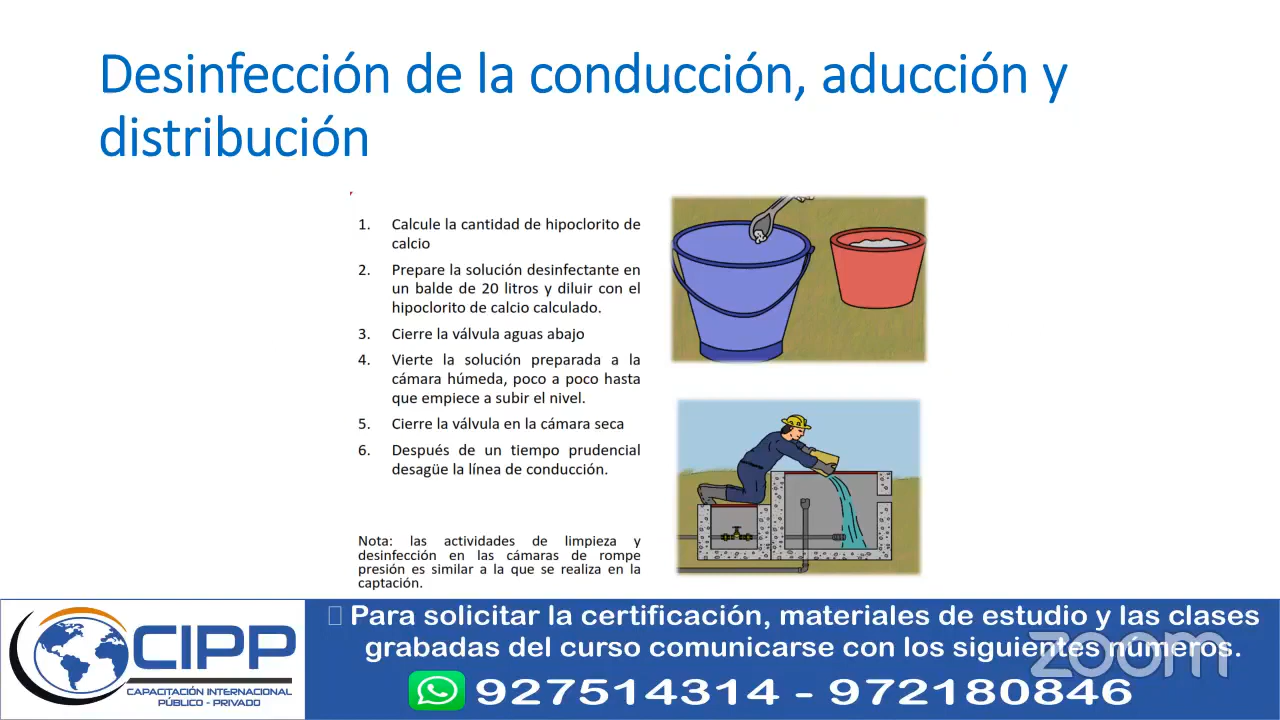 Desinfección de la conducción, aducción y
distribución
1. Calcule la cantidad de hipoclorito de
calcio
2. Prepare la solución desinfectante en
un balde de 20 litros y diluir con el
hipoclorito de calcio calculado.
3. Cierre la válvula aguas abajo
4. Vierte la solución preparada a la
cámara húmeda, poco a poco hasta
que empiece a subir el nivel.
5. Cierre la válvula en la cámara seca
6. Después de un tiempo prudencial
desagüe la línea de conducción.
Nota: las actividades de limpieza y
desinfección en las cámaras de rompe
presión es similar a la que se realiza en la
captación.
CIPP
CAPACITACIÓN INTERNACIONAL
PÚBLICO - PRIVADO
Para solicitar la certificación, materiales de estudio y las clases
grabadas del curso comunicarse con los siguientes números.
927514314 - 972180846
zoom